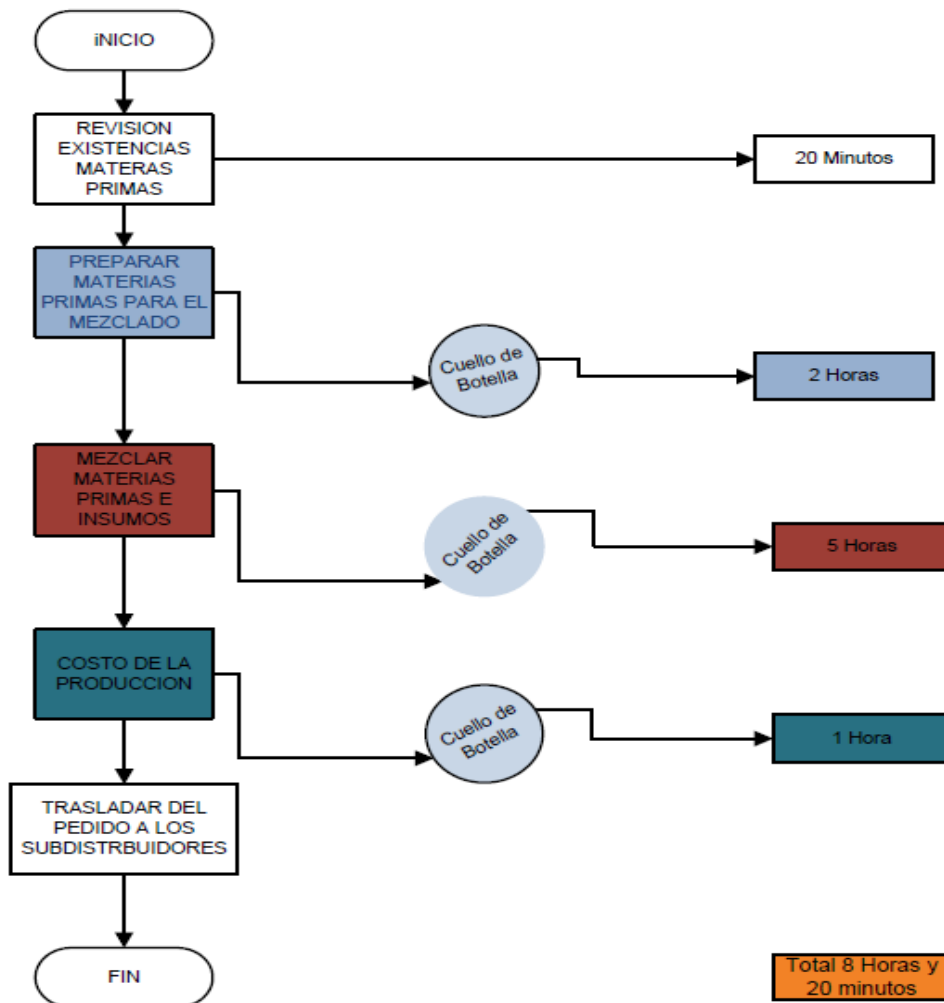 iNICIO
REVISION
EXISTENCIAS
MATERAS
PRIMAS
20 Minutos
PREPARAR
MATERIAS
PRIMAS PARA EL
MEZCLADO
Cuello de
Botella
2 Horas
MEZCLAR
MATERIAS
PRIMAS E
INSUMOS
Cuello de
Botella
5 Horas
COSTO DE LA
PRODUCCION
Cuello de
Botella
1 Hora
TRASLADAR DEL
PEDIDO A LOS
SUBDISTRBUIDORES
FIN
Total 8 Horas y
20 minutos